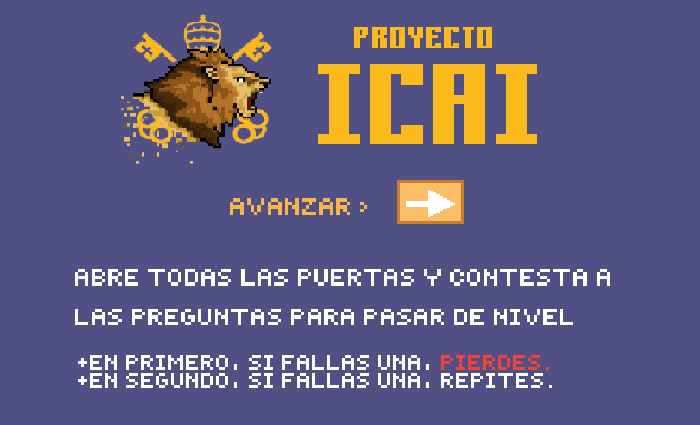 PROYECTO
ICAI
AVANZAR >
ABRE TODAS LAS PUERTAS Y CONTESTA A
LAS PREGUNTAS PARA PASAR DE NIVEL
+EN PRIMERO, SI FALLAS UNA, PIERDES.
+EN SEGUNDO, SI FALLAS UNA, REPITES.